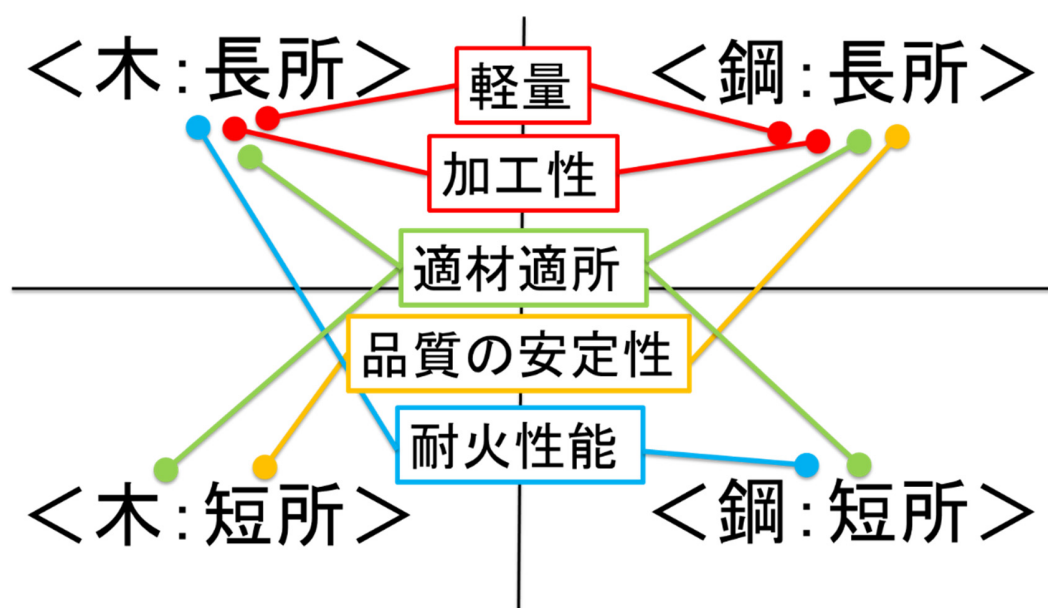 <木:長所>
<鋼:長所>
軽量
加工性
適材適所
品質の安定性
耐火性能
<木:短所>
<鋼:短所>